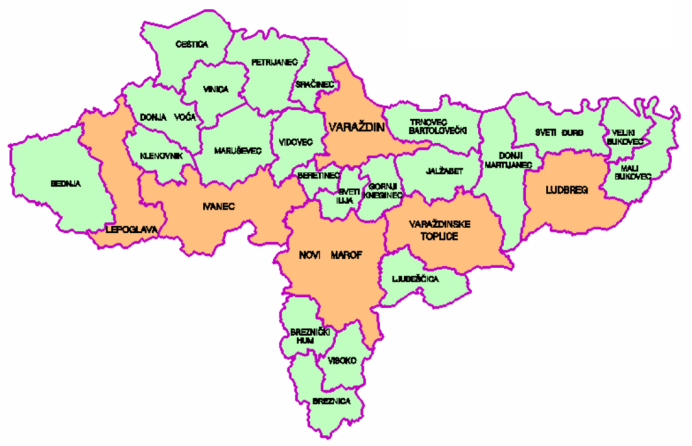 CEŠTICA
PETRIJANEC
SRAČINEC
VINICA
DONJA VOĆA
VARAŽDIN
TRNOVEC
BARTOLOVEČKI
SVETI ĐURĐ
VELIKI
BUKOVEC
KLENOVNIK
MARUŠEVEC
VIDOVEC
DONJI
MARTIJANEC
MALI
BUKOVEC
BEDNJA
BERETINEC
SVETI
ILIJA
GORNJI
KNEGINEC
JALŽABET
LUDBREG
IVANEC
LEPOGLAVA
VARAŽDINSKE
TOPLICE
NOVI MAROF
LJUBEŠĆICA
BREZNIČKI
HUM
VISOKO
BREZNICA